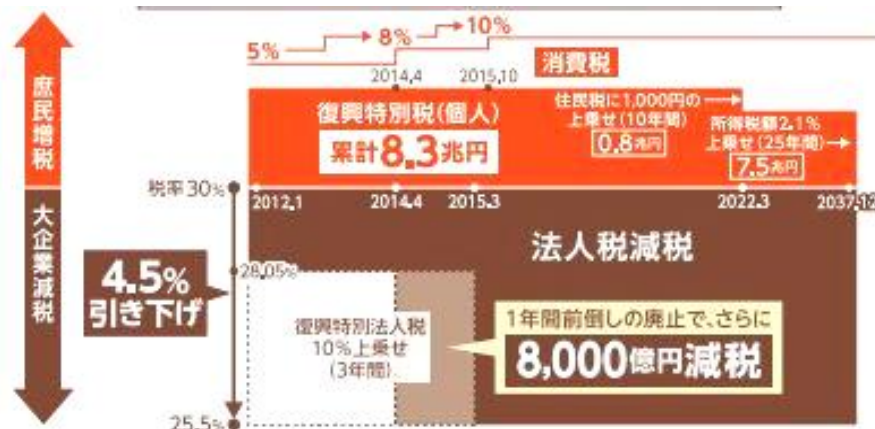 5% 8% 10%
2014.4 2015.10
消費税
庶民増税
復興特別税(個人)
累計8.3兆円
住民税に1,000円の
上乗せ(10年間)
0.8兆円
所得税額2.1%
上乗せ(25年間)
7.5兆円
税率30%
2012.1 2014.4 2015.3 2022.3 2037.12
大企業減税
法人税減税
4.5%
引き下げ
28.05%
復興特別法人税
10%上乗せ
(3年間)
1年間前倒しの廃止で、さらに
8,000億円減税
25.5%